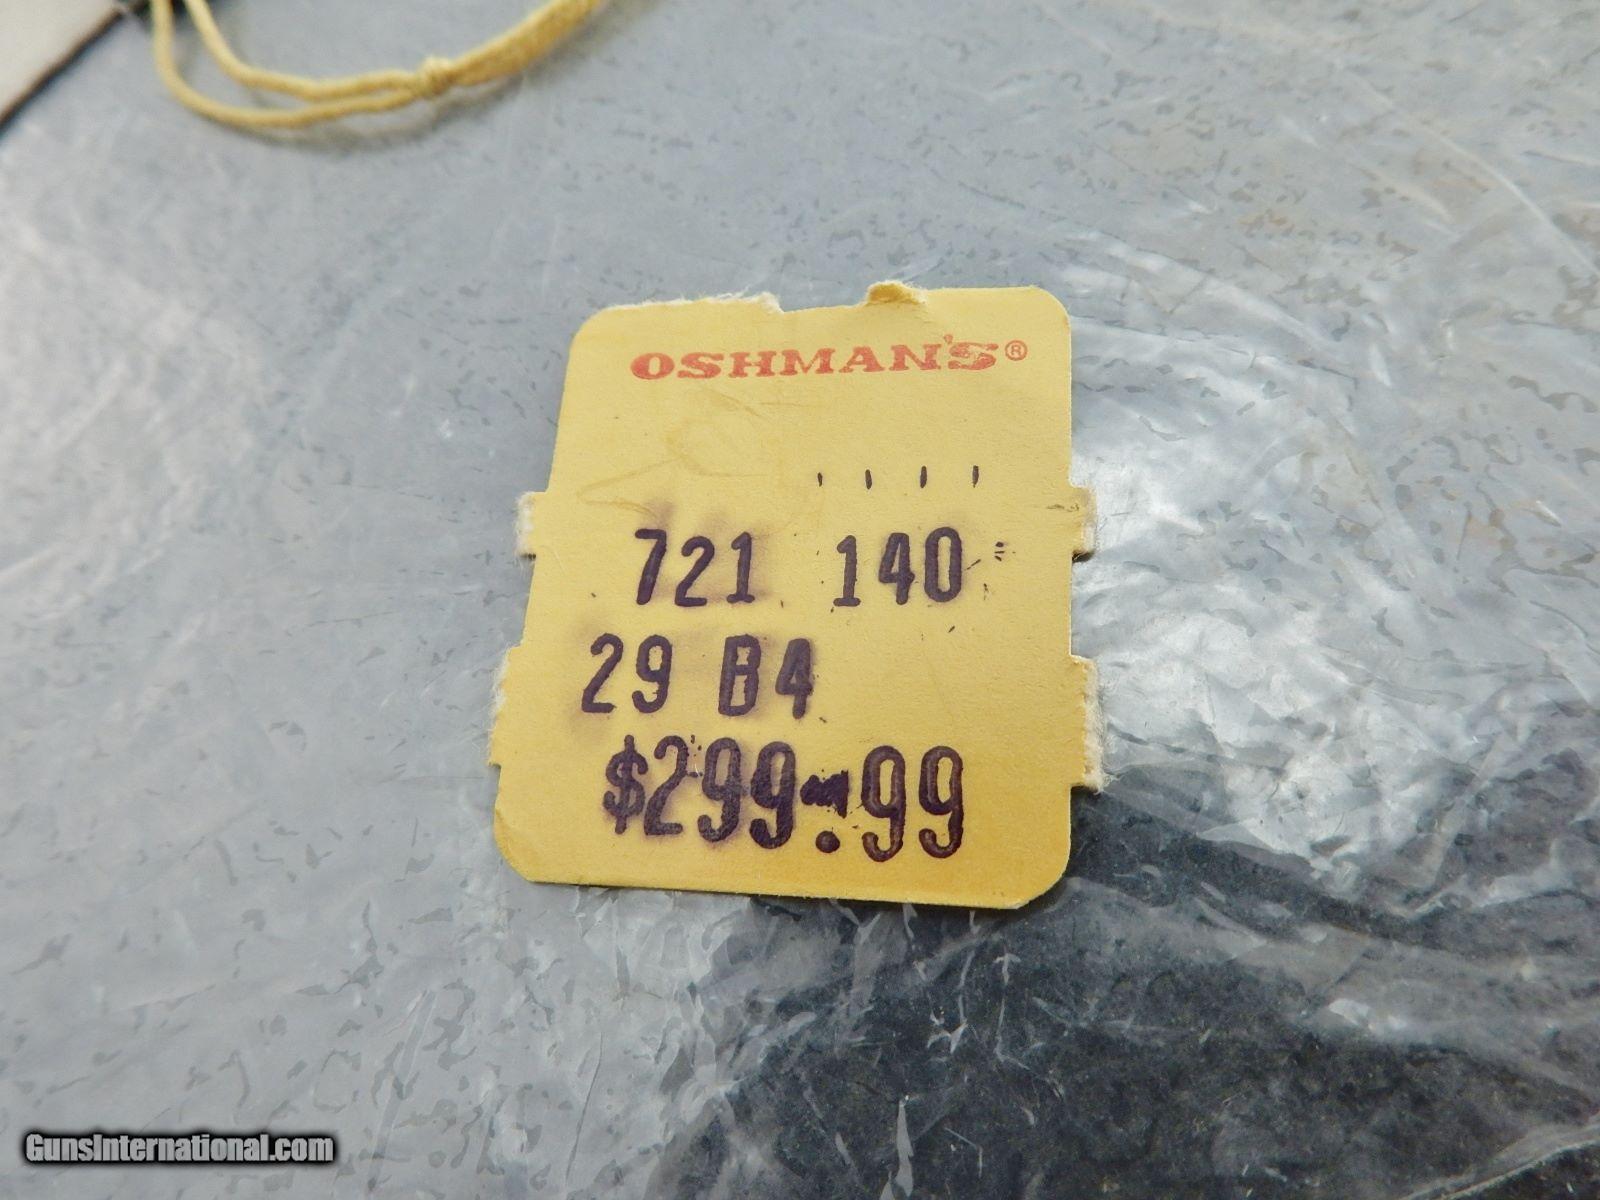 OSHMAN'S®
721 140
29 B4
$299.99
GunsInternational.com